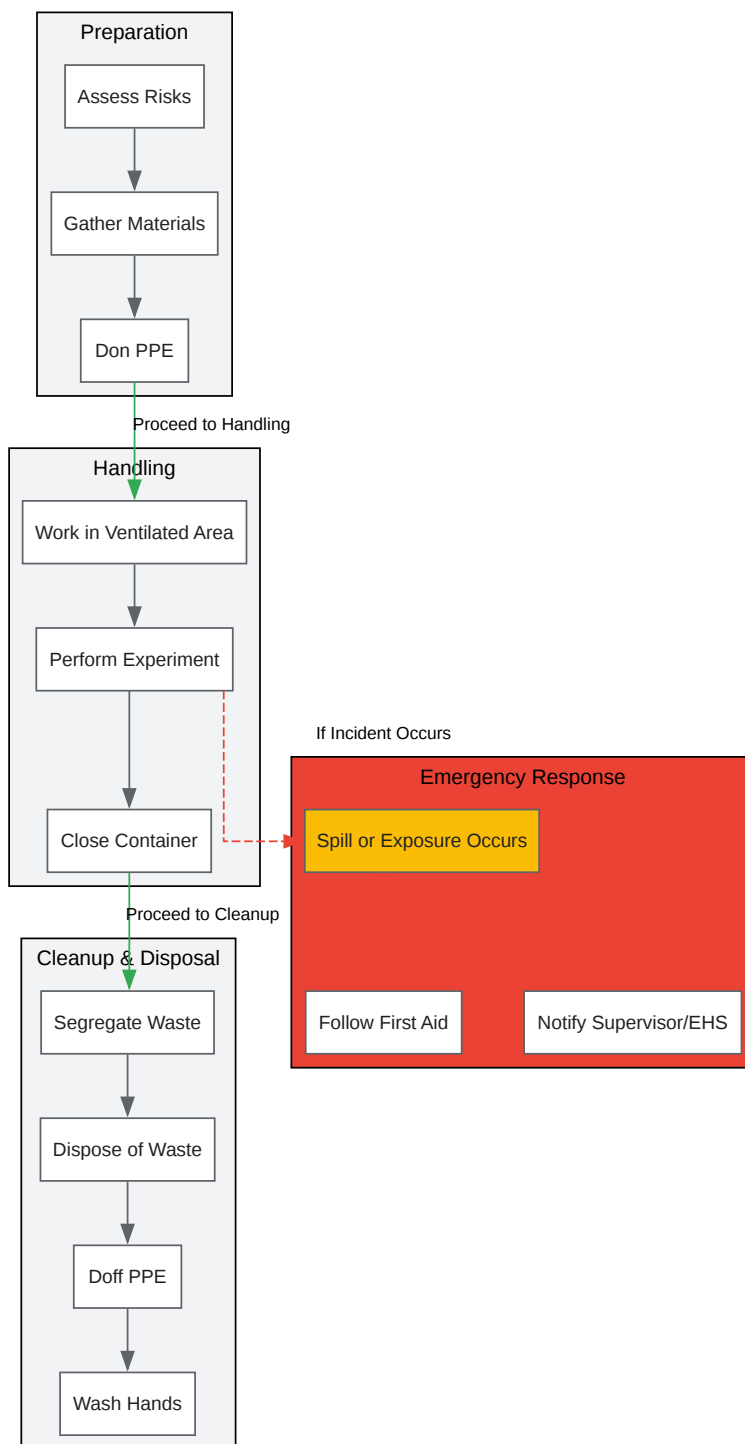 Preparation
Assess Risks
Gather Materials
Don PPE
Proceed to Handling
Handling
Work in Ventilated Area
Perform Experiment
If Incident Occurs
Emergency Response
Close Container
Spill or Exposure Occurs
Proceed to Cleanup
Cleanup & Disposal
Segregate Waste
Follow First Aid
Notify Supervisor/EHS
Dispose of Waste
Doff PPE
Wash Hands